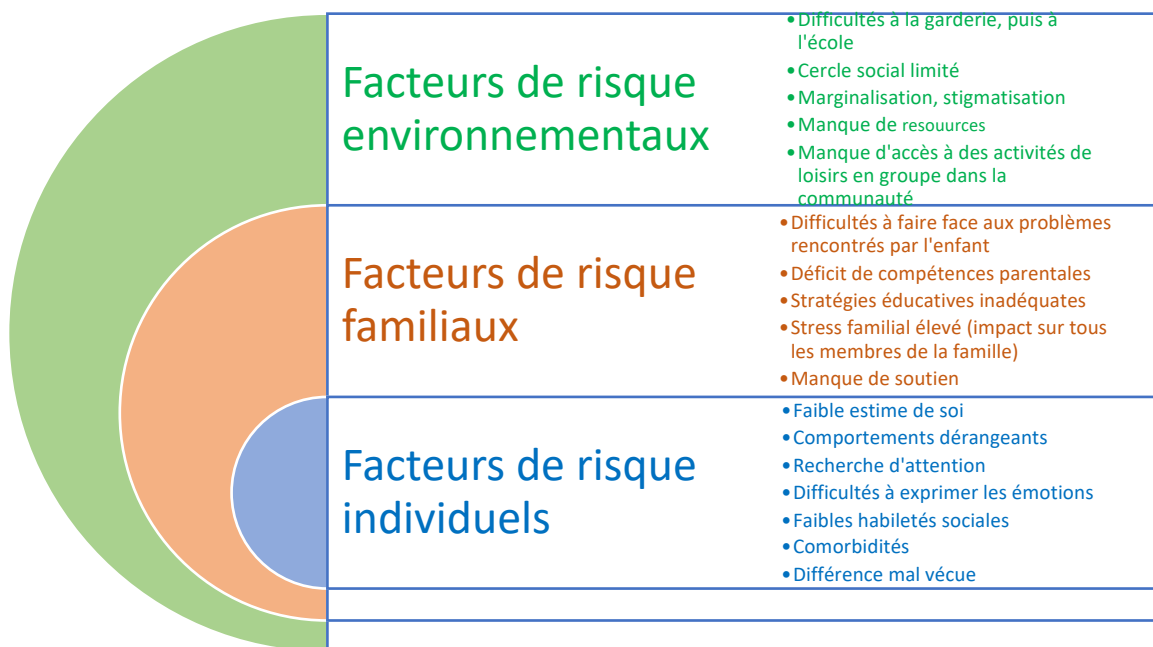 Facteurs de risque
environnementaux
•Difficultés à la garderie, puis à
l'école
•Cercle social limité
•Marginalisation, stigmatisation
•Manque de resouurces
•Manque d'accès à des activités de
loisirs en groupe dans la
communauté
Facteurs de risque
familiaux
•Difficultés à faire face aux problèmes
rencontrés par l'enfant
•Déficit de compétences parentales
•Stratégies éducatives inadéquates
•Stress familial élevé (impact sur tous
les membres de la famille)
•Manque de soutien
Facteurs de risque
individuels
•Faible estime de soi
•Comportements dérangeants
•Recherche d'attention
•Difficultés à exprimer les émotions
•Faibles habiletés sociales
•Comorbidités
•Différence mal vécue